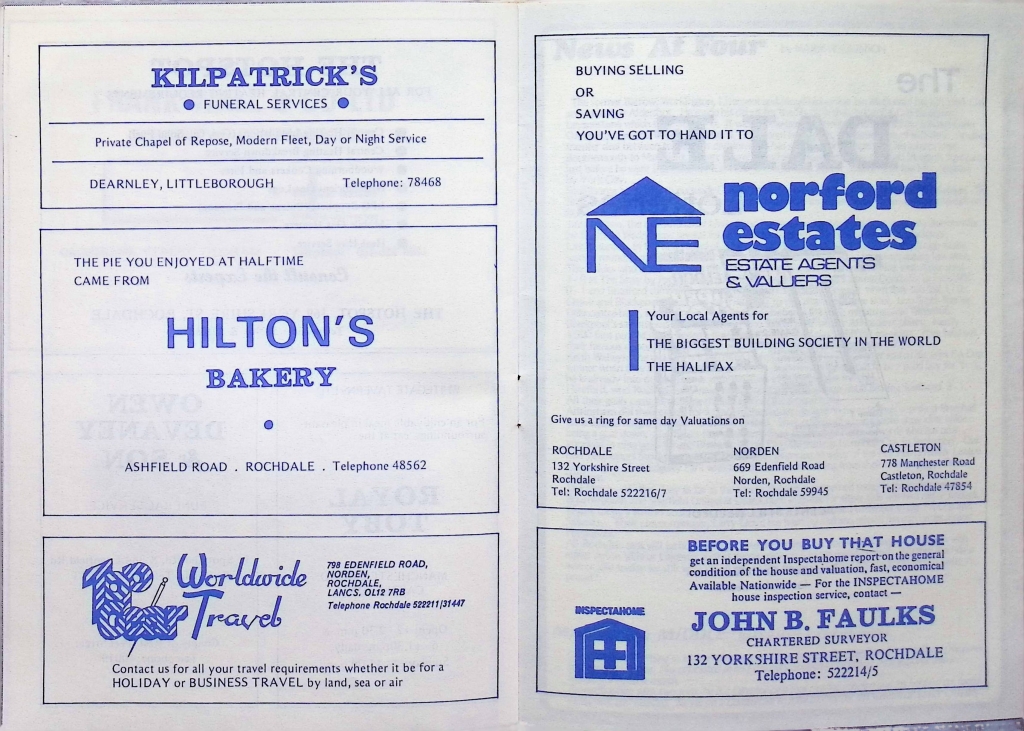 KILPATRICK'S
● FUNERAL SERVICES ●
Private Chapel of Repose, Modern Fleet, Day or Night Service
DEARNLEY, LITTLEBOROUGH Telephone: 78468
THE PIE YOU ENJOYED AT HALFTIME
CAME FROM
HILTON'S
BAKERY
ASHFIELD ROAD . ROCHDALE . Telephone 48562
Worldwide
Travel
798 EDENFIELD ROAD,
NORDEN,
ROCHDALE,
LANCS. OL12 7RB
Telephone Rochdale 522211/31447
Contact us for all your travel requirements whether it be for a
HOLIDAY or BUSINESS TRAVEL by land, sea or air
BUYING SELLING
OR
SAVING
YOU'VE GOT TO HAND IT TO
NE
norford
estates
ESTATE AGENTS
& VALUERS
Your Local Agents for
THE BIGGEST BUILDING SOCIETY IN THE WORLD
THE HALIFAX
Give us a ring for same day Valuations on
ROCHDALE
132 Yorkshire Street
Rochdale
Tel: Rochdale 522216/7
NORDEN
669 Edenfield Road
Norden, Rochdale
Tel: Rochdale 59945
CASTLETON
778 Manchester Road
Castleton, Rochdale
Tel: Rochdale 47854
BEFORE YOU BUY THAT HOUSE
get an independent Inspectahome report on the general
condition of the house and valuation, fast, economical
Available Nationwide — For the INSPECTAHOME
house inspection service, contact —
INSPECTAHOME
JOHN B. FAULKS
CHARTERED SURVEYOR
132 YORKSHIRE STREET, ROCHDALE
Telephone: 522214/5